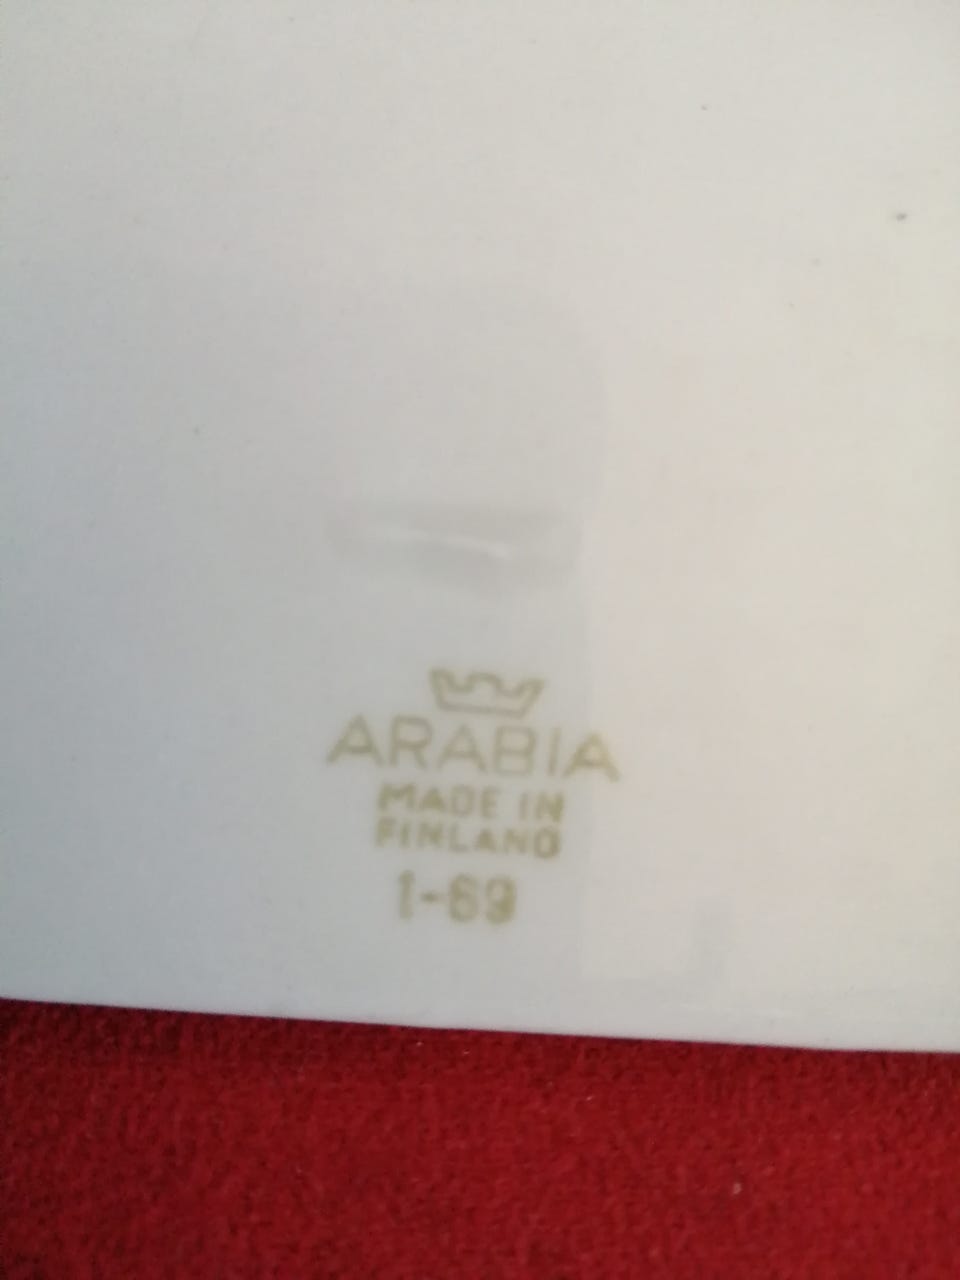 ARABIA
MADE IN
FINLAND
1-69